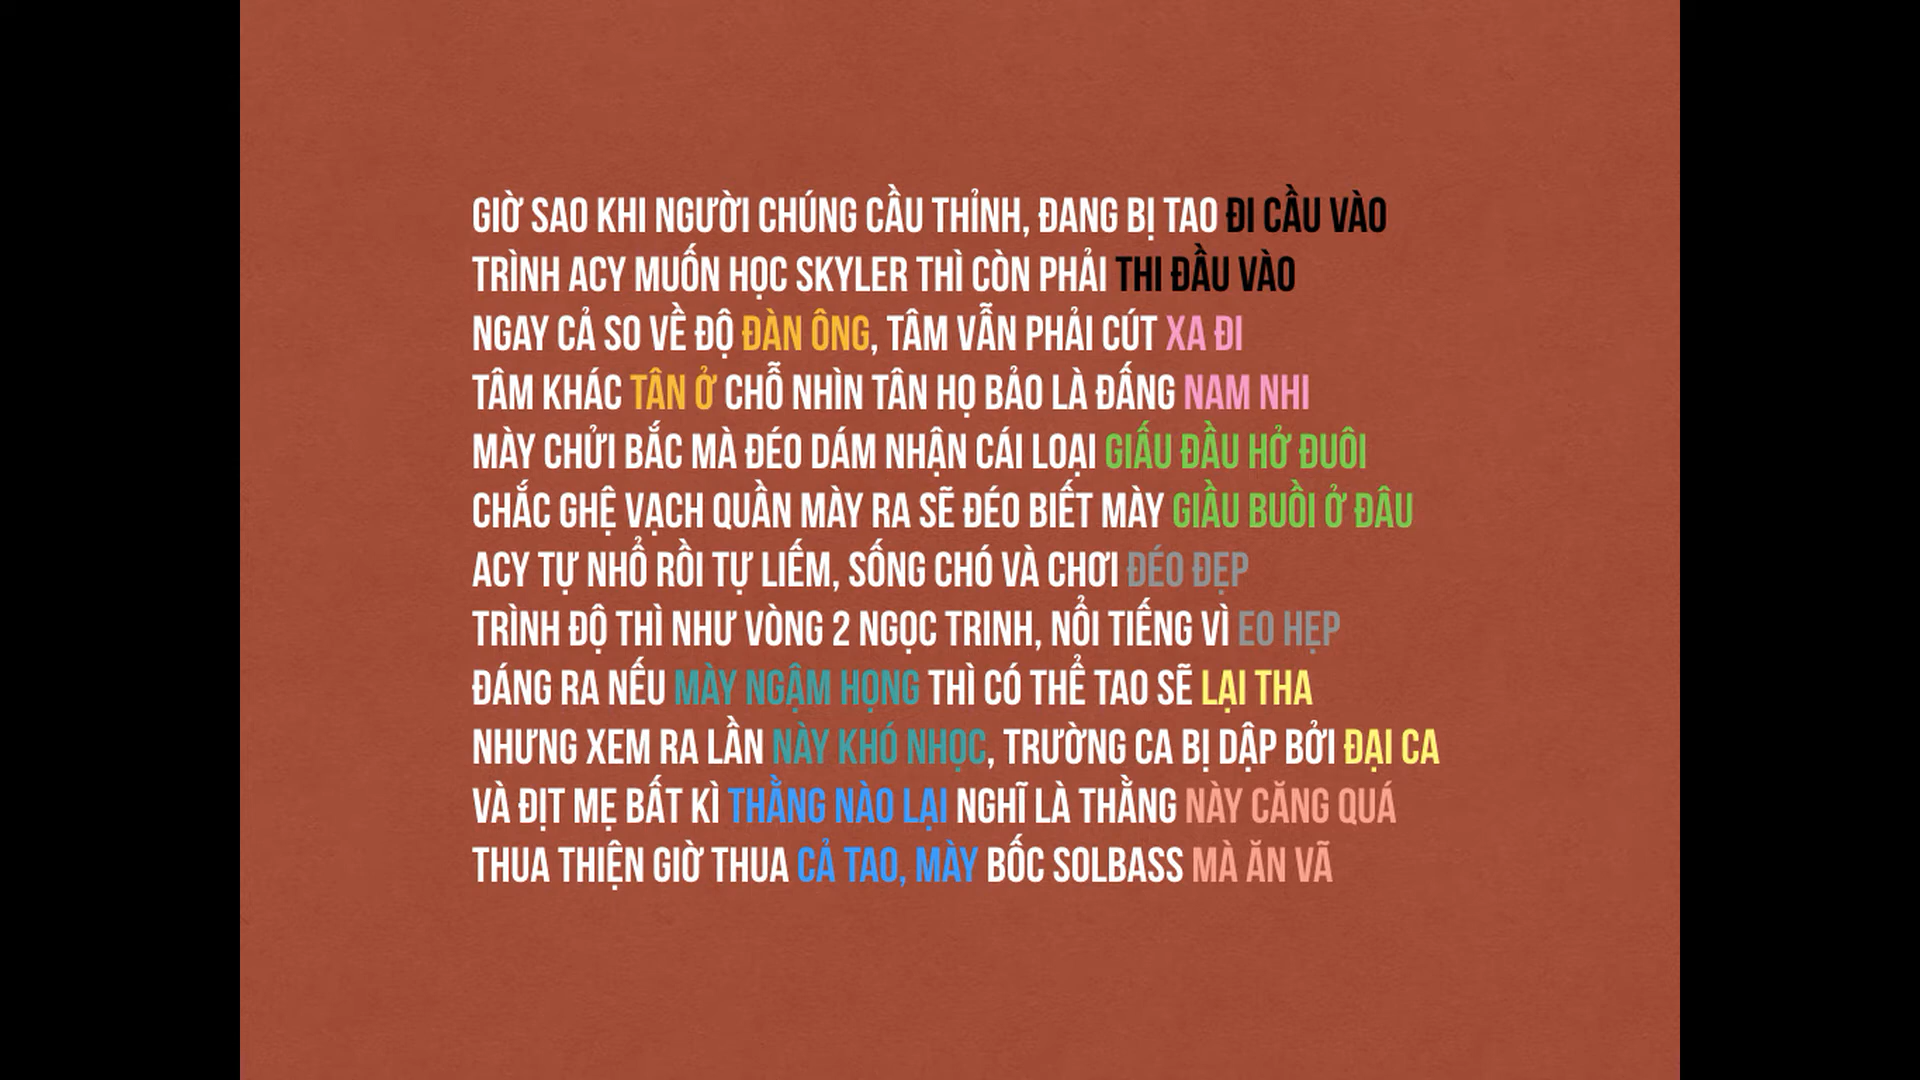 GIỜ SAO KHI NGƯỜI CHÚNG CẦU THỈNH, ĐANG BỊ TAO ĐI CẦU VÀO
TRÌNH ACY MUỐN HỌC SKYLER THÌ CÒN PHẢI THI ĐẦU VÀO
NGAY CẢ SO VỀ ĐỘ ĐÀN ÔNG, TÂM VẪN PHẢI CÚT XA ĐI
TÂM KHÁC TÂN Ở CHỖ NHÌN TÂN HỌ BẢO LÀ ĐẤNG NAM NHI
MÀY CHỬI BẮC MÀ ĐÉO DÁM NHẬN CÁI LOẠI GIẤU ĐẦU HỞ ĐUÔI
CHẮC GHỆ VẠCH QUẦN MÀY RA SẼ ĐÉO BIẾT MÀY GIẦU BUỒI Ở ĐÂU
ACY TỰ NHỔ RỒI TỰ LIẾM, SỐNG CHÓ VÀ CHƠI ĐÉO ĐẸP
TRÌNH ĐỘ THÌ NHƯ VÒNG 2 NGỌC TRINH, NỔI TIẾNG VÌ EO HẸP
ĐÁNG RA NẾU MÀY NGẬM HỌNG THÌ CÓ THỂ TAO SẼ LẠI THA
NHƯNG XEM RA LẦN NÀY KHÓ NHỌC, TRƯỜNG CA BỊ DẬP BỞI ĐẠI CA
VÀ ĐỊT MẸ BẤT KÌ THẰNG NÀO LẠI NGHĨ LÀ THẰNG NÀY CĂNG QUÁ
THUA THIỆN GIỜ THUA CẢ TAO, MÀY BỐC SOLBASS MÀ ĂN VÃ